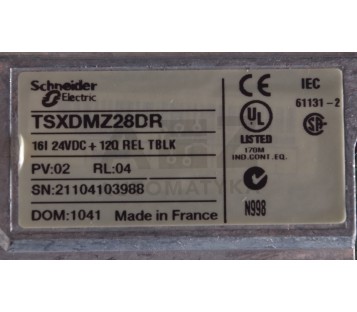 Schneider
Electric
TSXDMZ28DR
16I 24VDC + 12Q REL TBLK
PV:02 RL:04
SN:21104103988
DOM:1041 Made in France
CE IEC
61131-2
UL
LISTED
170M
IND.CONT.EQ.
SA
N998